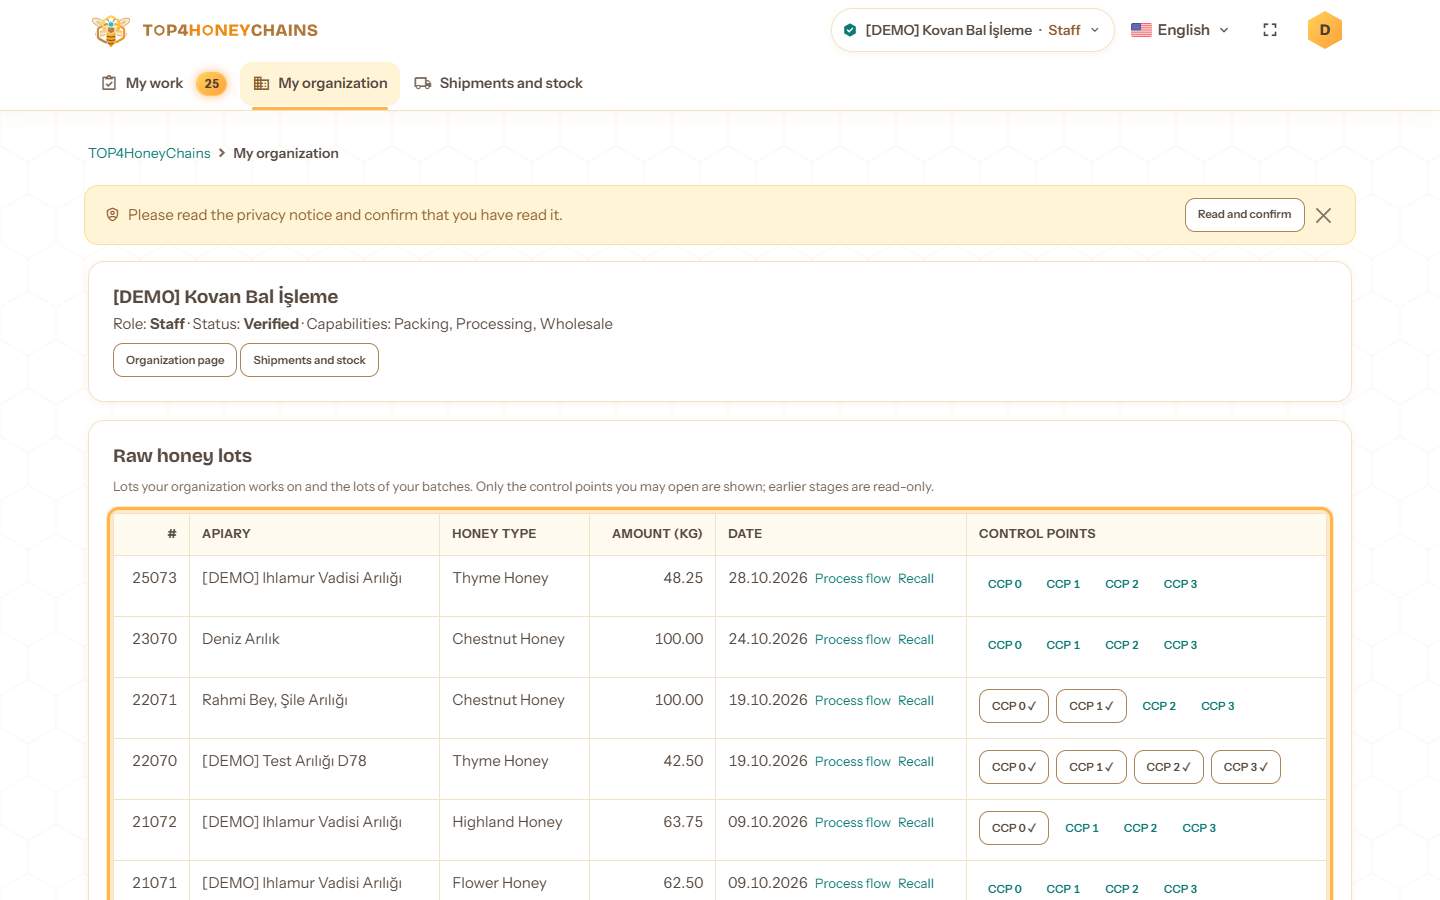 TOP4HONEYCHAINS
[DEMO] Kovan Bal İşleme · Staff
English
D
My work 25
My organization
Shipments and stock
TOP4HoneyChains > My organization
Please read the privacy notice and confirm that you have read it.
Read and confirm
[DEMO] Kovan Bal İşleme
Role: Staff · Status: Verified · Capabilities: Packing, Processing, Wholesale
Organization page
Shipments and stock
Raw honey lots
Lots your organization works on and the lots of your batches. Only the control points you may open are shown; earlier stages are read-only.
# APIARY HONEY TYPE AMOUNT (KG) DATE CONTROL POINTS
25073 [DEMO] Ihlamur Vadisi Arılığı Thyme Honey 48.25 28.10.2026 Process flow Recall CCP 0 CCP 1 CCP 2 CCP 3
23070 Deniz Arılık Chestnut Honey 100.00 24.10.2026 Process flow Recall CCP 0 CCP 1 CCP 2 CCP 3
22071 Rahmi Bey, Şile Arılığı Chestnut Honey 100.00 19.10.2026 Process flow Recall CCP 0 ✓ CCP 1 ✓ CCP 2 CCP 3
22070 [DEMO] Test Arılığı D78 Thyme Honey 42.50 19.10.2026 Process flow Recall CCP 0 ✓ CCP 1 ✓ CCP 2 ✓ CCP 3 ✓
21072 [DEMO] Ihlamur Vadisi Arılığı Highland Honey 63.75 09.10.2026 Process flow Recall CCP 0 ✓ CCP 1 CCP 2 CCP 3
21071 [DEMO] Ihlamur Vadisi Arılığı Flower Honey 62.50 09.10.2026 Process flow Recall CCP 0 CCP 1 CCP 2 CCP 3